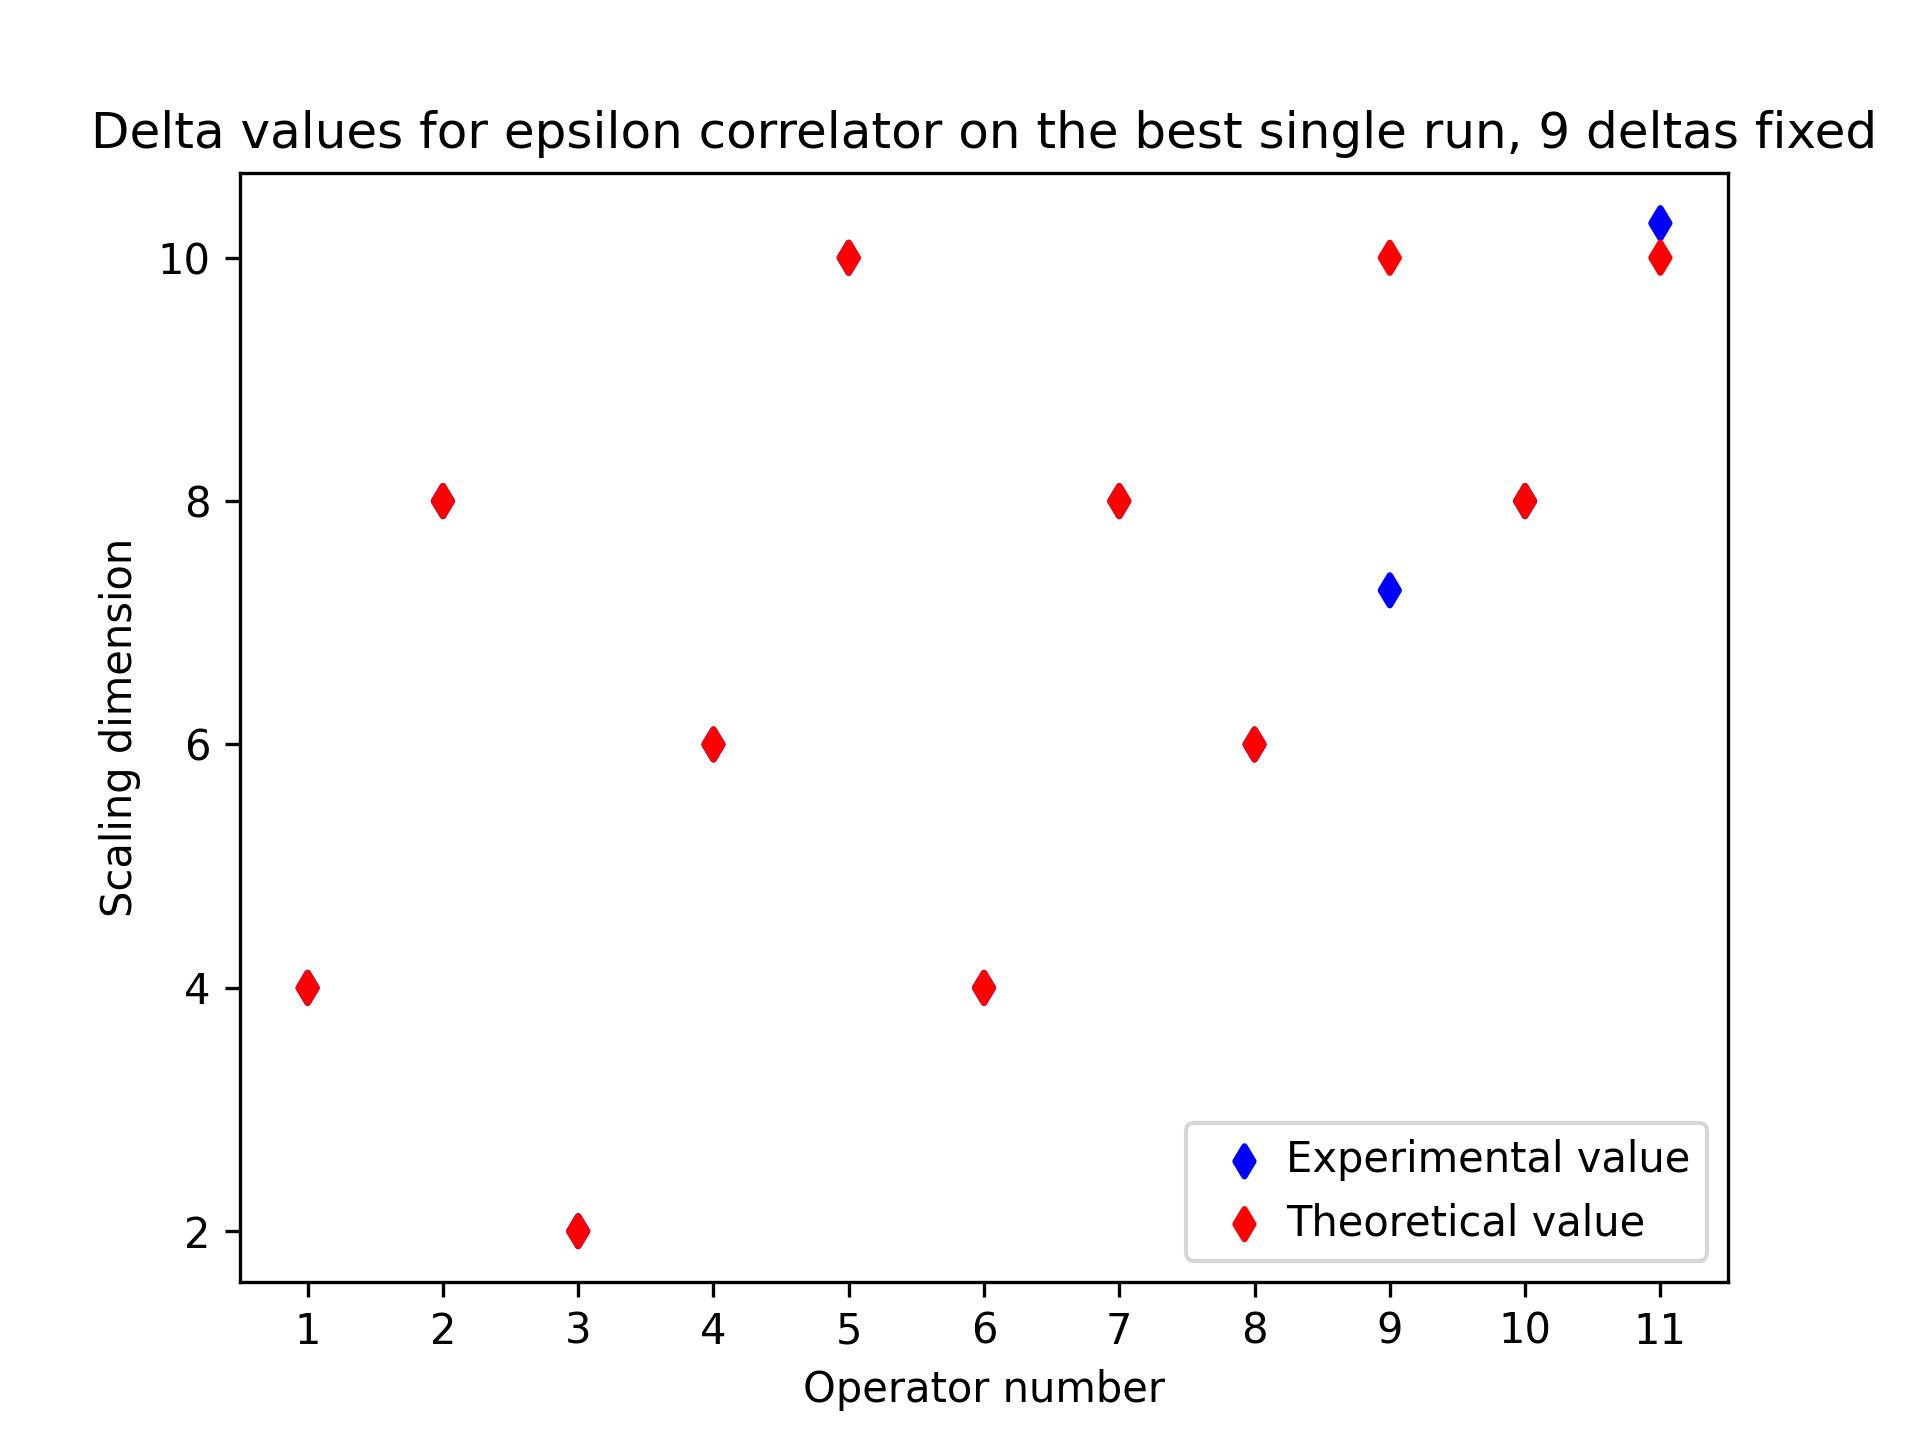 Delta values for epsilon correlator on the best single run, 9 deltas fixed
10
8
6
4
2
Scaling dimension
Experimental value
Theoretical value
1 2 3 4 5 6 7 8 9 10 11
Operator number